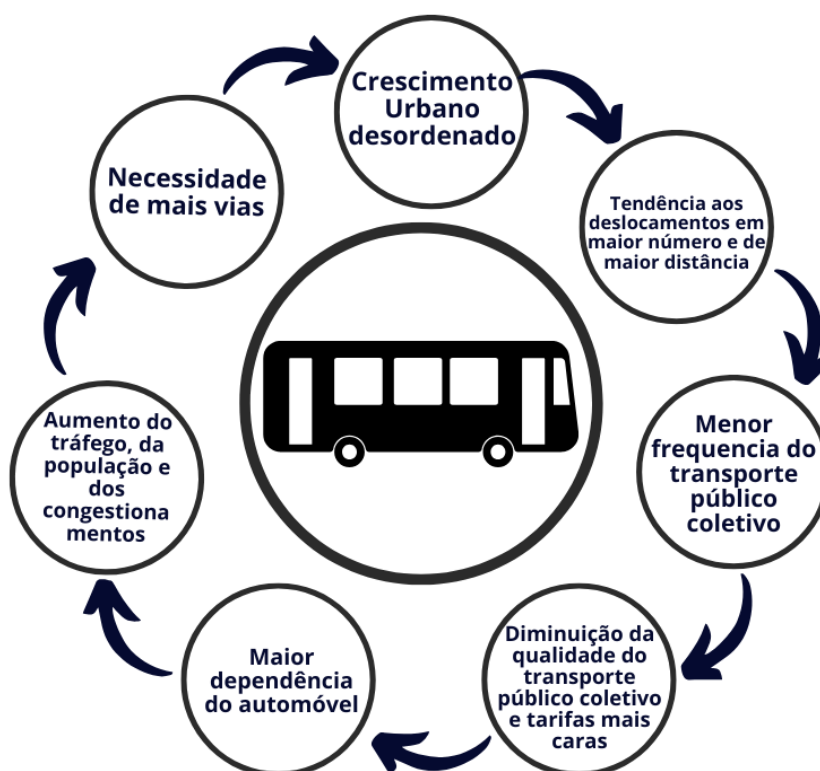 Crescimento
Urbano
desordenado
Tendência aos
deslocamentos em
maior número e de
maior distância
Menor
frequencia do
transporte
público
coletivo
Diminuição da
qualidade do
transporte
público coletivo
e tarifas mais
caras
Maior
dependência
do automóvel
Aumento do
tráfego, da
população e
dos
congestiona
mentos
Necessidade
de mais vias